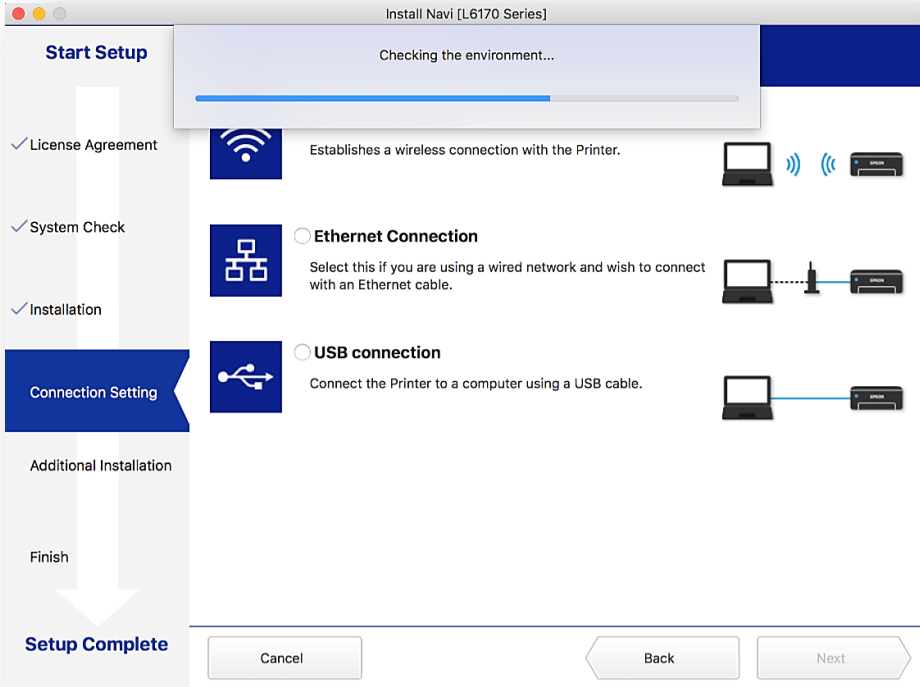 Install Navi [L6170 Series]
Start Setup
Checking the environment...
License Agreement
System Check
Installation
Connection Setting
Additional Installation
Finish
Setup Complete
Establishes a wireless connection with the Printer.
EPSON
Ethernet Connection
Select this if you are using a wired network and wish to connect
with an Ethernet cable.
EPSON
USB connection
Connect the Printer to a computer using a USB cable.
EPSON
Cancel
Back
Next